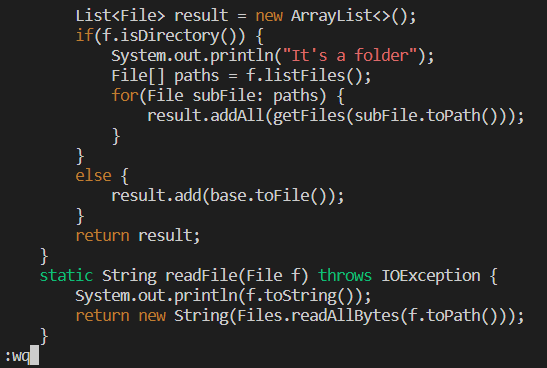 List<File> result = new ArrayList<>();
        if(f.isDirectory()) {
            System.out.println("It's a folder");
            File[] paths = f.listFiles();
            for(File subFile: paths) {
                result.addAll(getFiles(subFile.toPath()));
            }
        }
        else {
            result.add(base.toFile());
        }
        return result;
    }
    static String readFile(File f) throws IOException {
        System.out.println(f.toString());
        return new String(Files.readAllBytes(f.toPath()));
    }
:wq